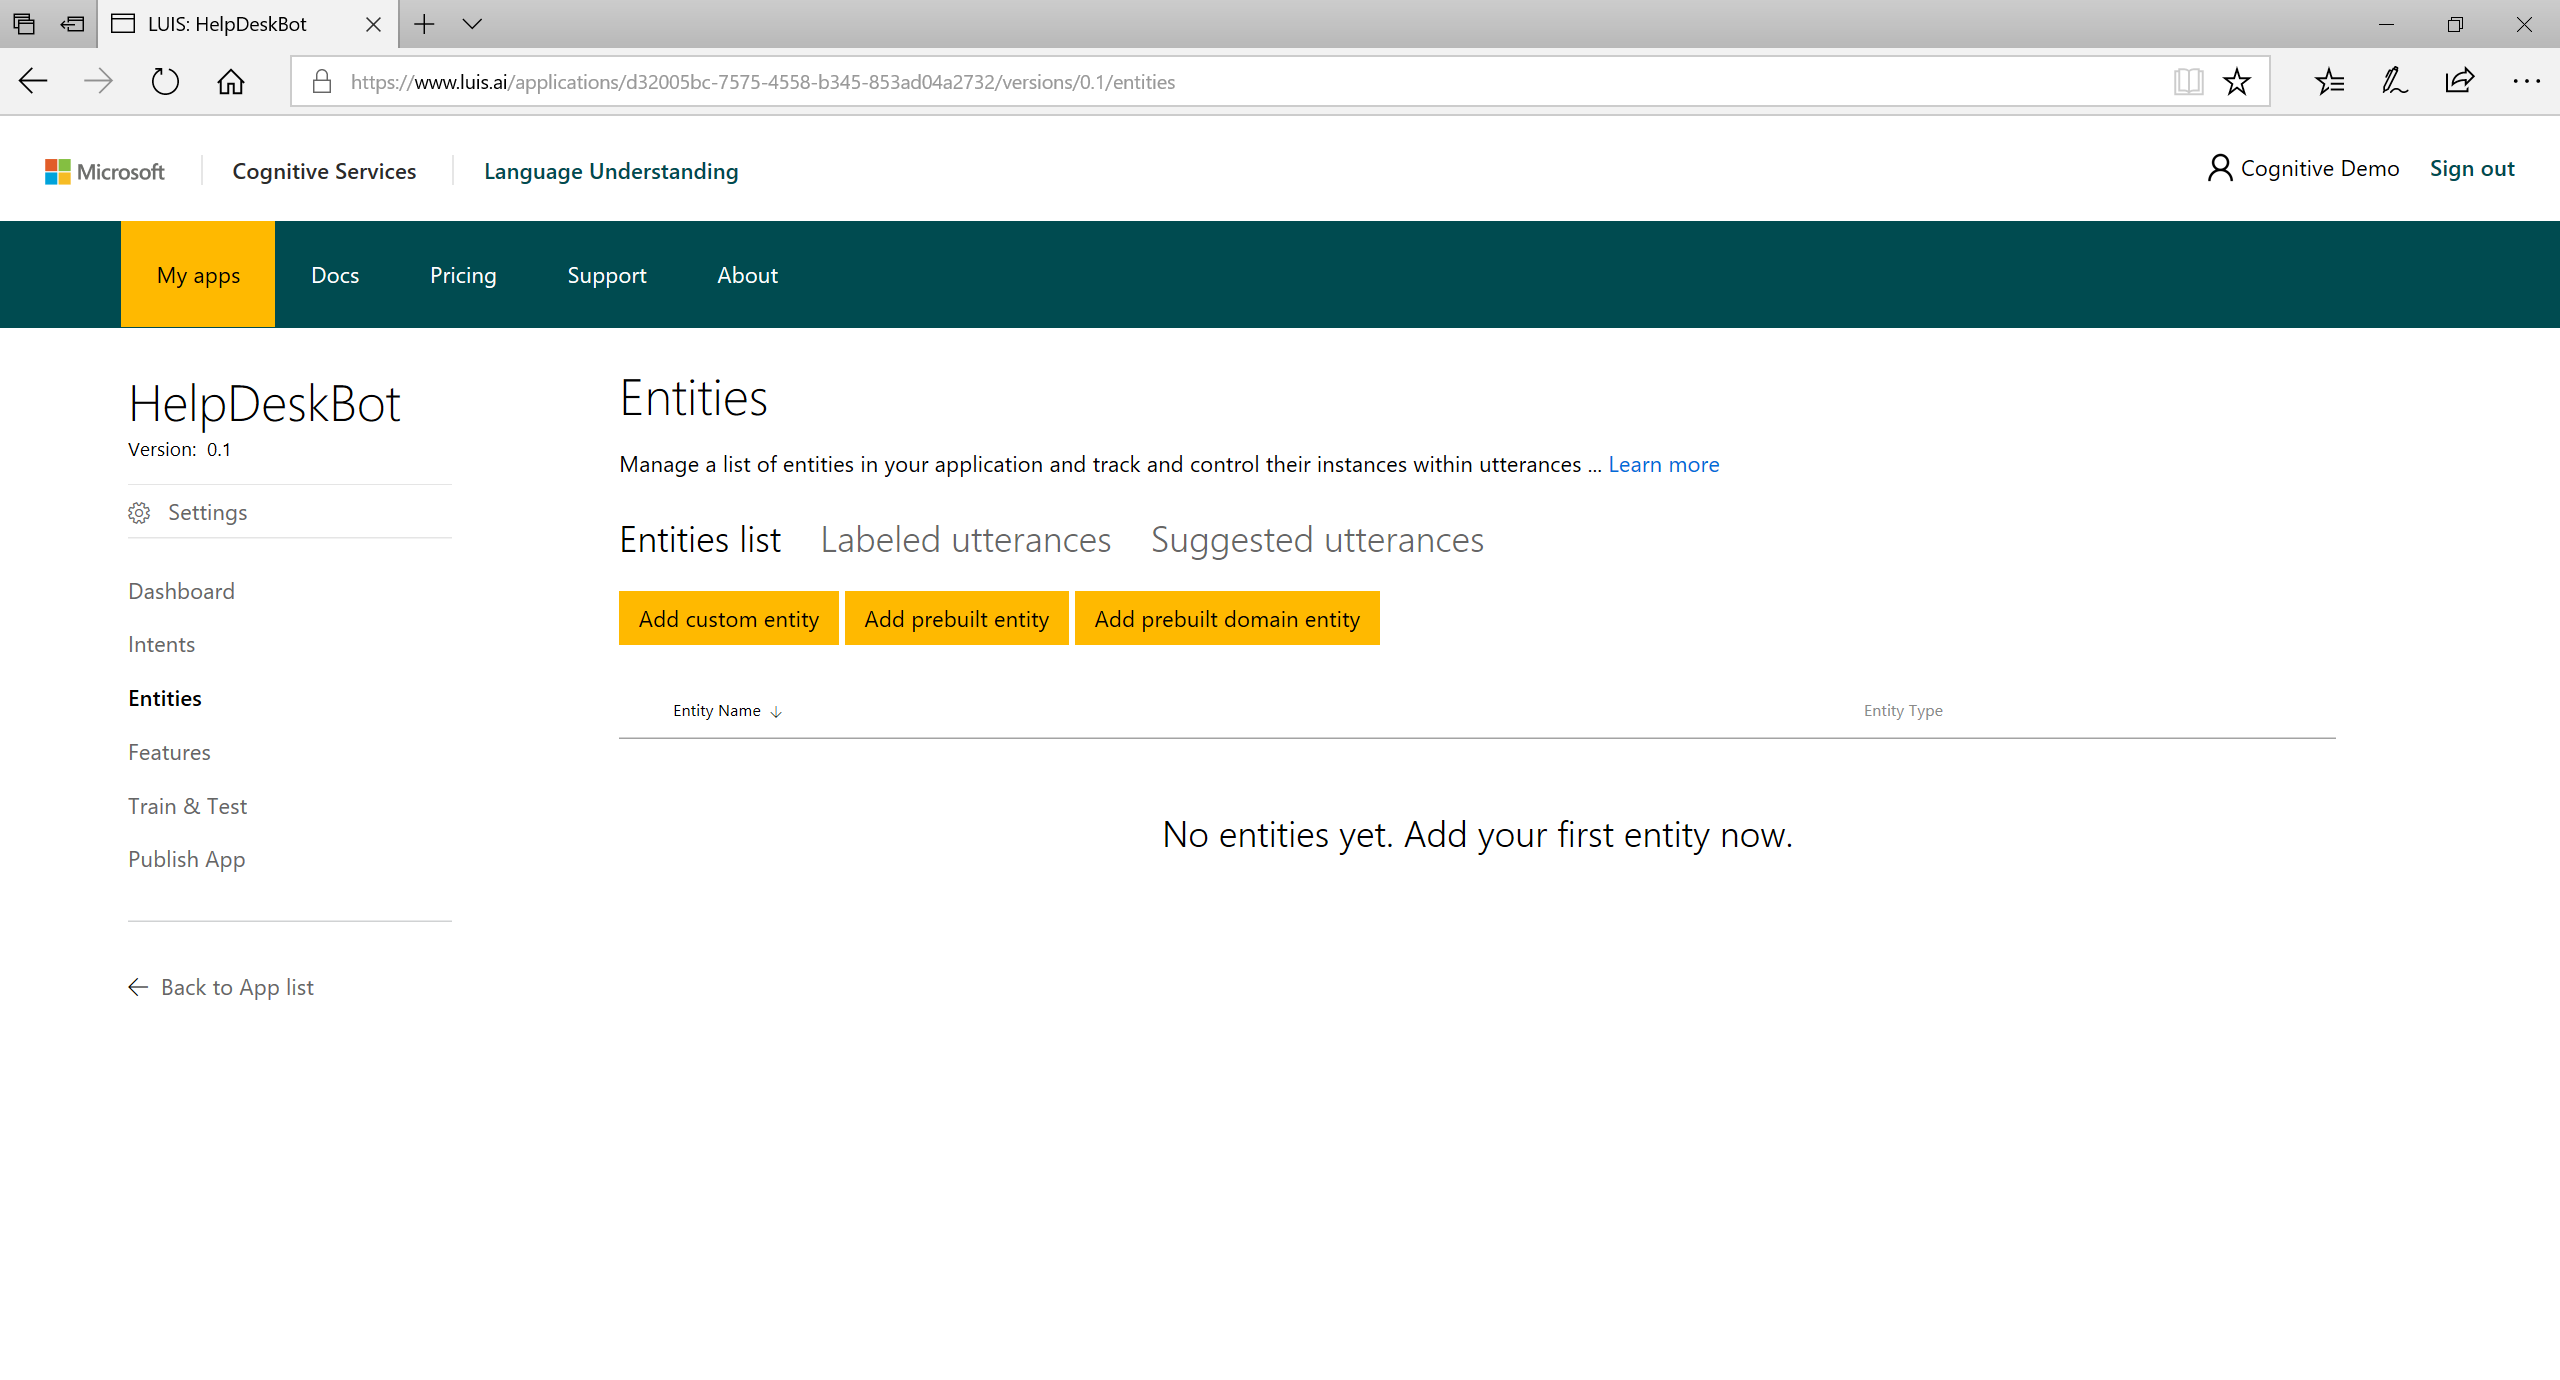 LUIS: HelpDeskBot
https://www.luis.ai/applications/d32005bc-7575-4558-b345-853ad04a2732/versions/0.1/entities
Microsoft
Cognitive Services
Language Understanding
Cognitive Demo
Sign out
My apps
Docs
Pricing
Support
About
HelpDeskBot
Version: 0.1
Settings
Dashboard
Intents
Entities
Features
Train & Test
Publish App
Back to App list
Entities
Manage a list of entities in your application and track and control their instances within utterances ... Learn more
Entities list
Labeled utterances
Suggested utterances
Add custom entity
Add prebuilt entity
Add prebuilt domain entity
Entity Name
Entity Type
No entities yet. Add your first entity now.